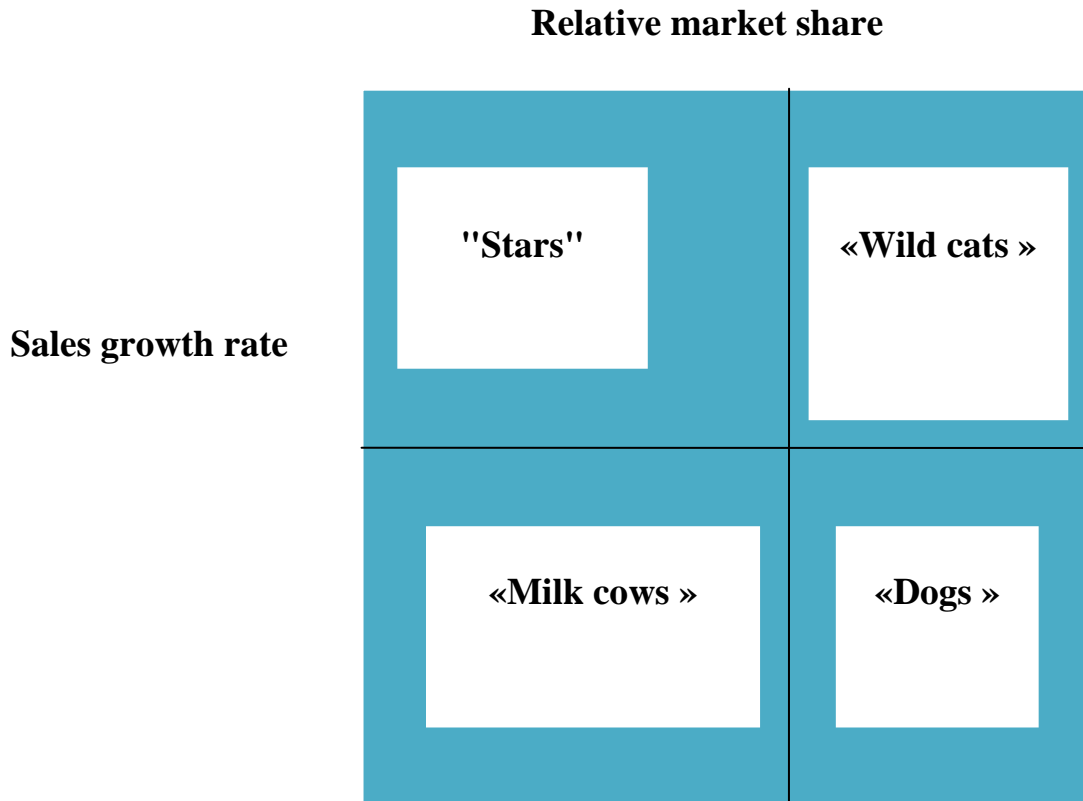 Relative market share
"Stars"
«Wild cats »
Sales growth rate
«Milk cows »
«Dogs »